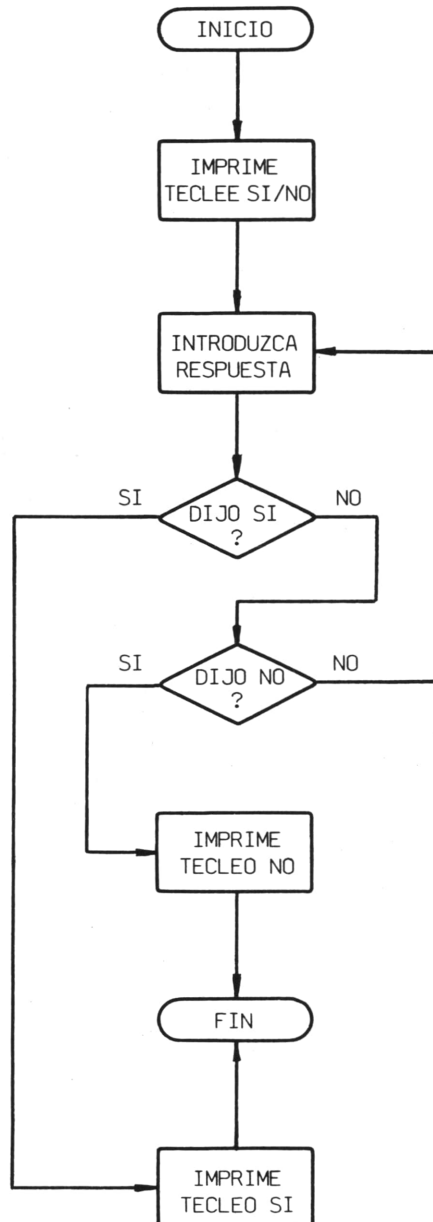 INICIO
IMPRIME
TECLEE SI/NO
INTRODUZCA
RESPUESTA
SI
DIJO SI
?
NO
SI
DIJO NO
?
NO
IMPRIME
TECLEO NO
FIN
IMPRIME
TECLEO SI